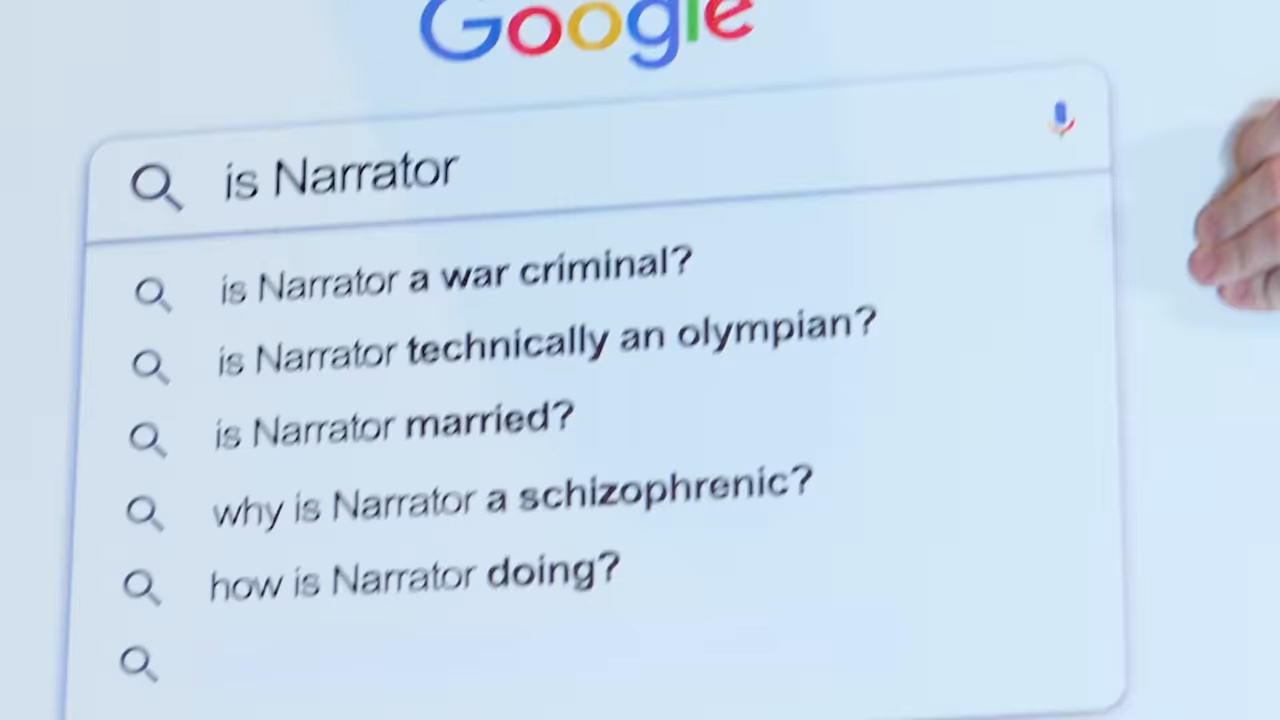 Google
is Narrator
is Narrator a war criminal?
is Narrator technically an olympian?
is Narrator married?
why is Narrator a schizophrenic?
how is Narrator doing?